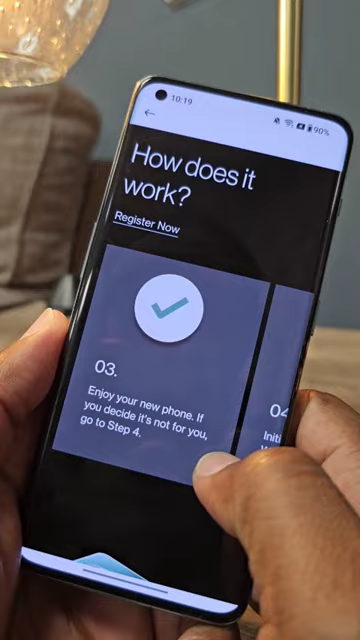 10:19
90%
How does it
work?
Register Now
03.
Enjoy your new phone. If
you decide it's not for you,
go to Step 4.
04
Initi